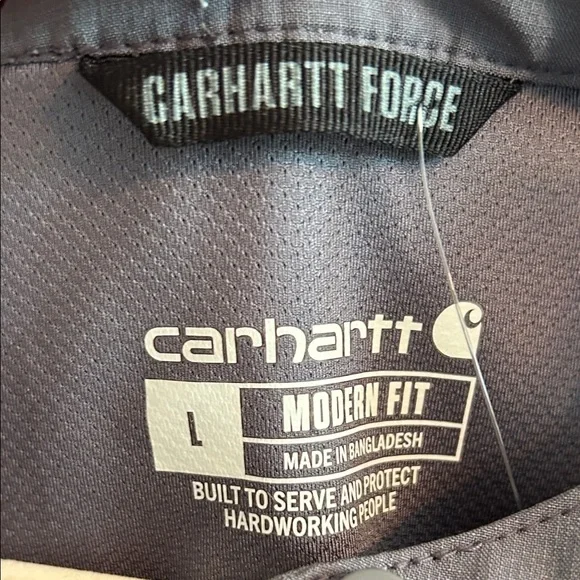 CARHARTT FORCE
carhartt
L
MODERN FIT
MADE IN BANGLADESH
BUILT TO SERVE AND PROTECT
HARDWORKING PEOPLE